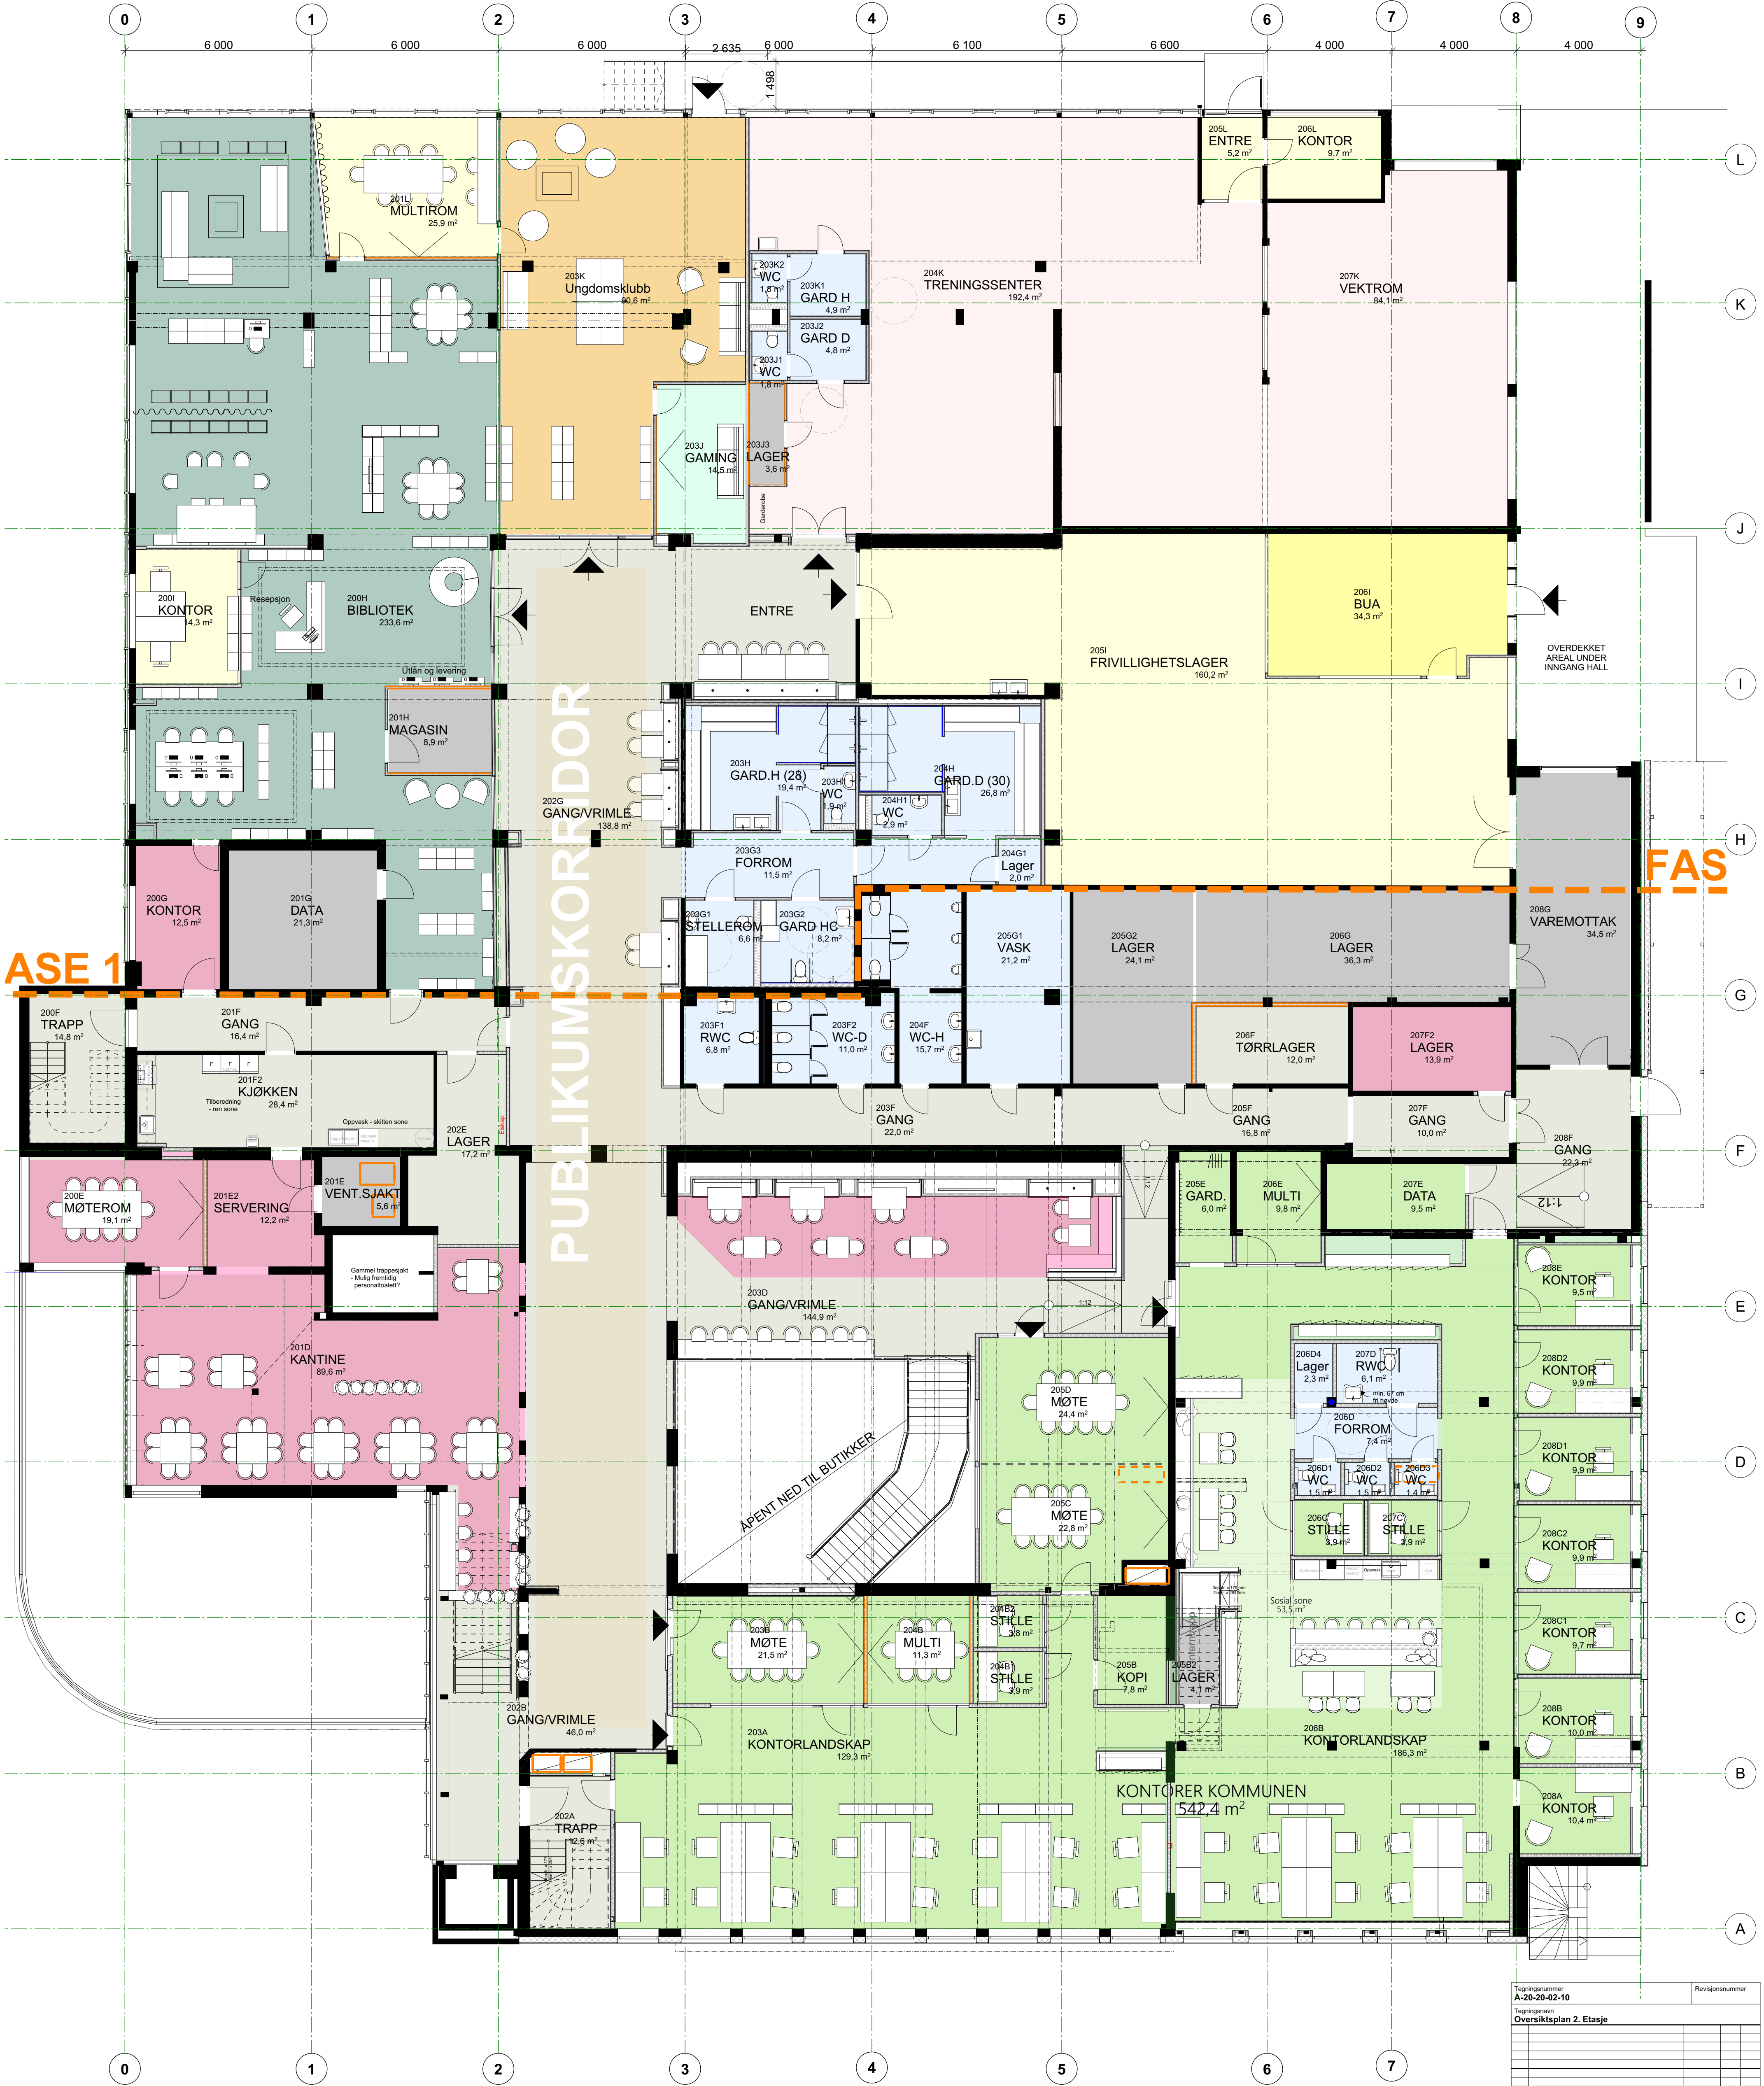 0 1 2 3 4 5 6 7 8 9
6 000 6 000 6 000 6 000 6 100 6 600 4 000 4 000 4 000
2 635
1 498
L
K
J
I
H
G
F
E
D
C
B
A
205L
ENTRE
5,2 m²
206L
KONTOR
9,7 m²
201L
MULTIROM
25,9 m²
203K
Ungdomsklubb
90,6 m²
203K2
WC
1,8 m²
203K1
GARD H
4,9 m²
203J2
GARD D
4,8 m²
203J1
WC
1,8 m²
204K
TRENINGSSENTER
192,4 m²
207K
VEKTROM
84,1 m²
203J
GAMING
14,5 m²
203J3
LAGER
3,6 m²
Garderobe
200I
KONTOR
14,3 m²
Resepsjon
200H
BIBLIOTEK
233,6 m²
Utlån og levering
ENTRE
206I
BUA
34,3 m²
205I
FRIVILLIGHETSLAGER
160,2 m²
OVERDEKKET
AREAL UNDER
INNGANG HALL
201H
MAGASIN
8,9 m²
PUBLIKUMSKORRIDOR
202G
GANG/VRIMLE
138,8 m²
203H
GARD.H (28)
19,4 m²
203H1
WC
1,9 m²
204H
GARD.D (30)
26,8 m²
204H1
WC
2,9 m²
203G3
FORROM
11,5 m²
204G1
Lager
2,0 m²
FAS
200G
KONTOR
12,5 m²
201G
DATA
21,3 m²
203G1
STELLEROM
6,6 m²
203G2
GARD HC
8,2 m²
205G1
VASK
21,2 m²
205G2
LAGER
24,1 m²
206G
LAGER
36,3 m²
208G
VAREMOTTAK
34,5 m²
ASE 1
200F
TRAPP
14,8 m²
201F
GANG
16,4 m²
203F1
RWC
6,8 m²
203F2
WC-D
11,0 m²
204F
WC-H
15,7 m²
206F
TØRRLAGER
12,0 m²
207F2
LAGER
13,9 m²
F F F
201F2
KJØKKEN
28,4 m²
Tilberedning
- ren sone
Oppvask - skitten sone
202E
LAGER
17,2 m²
Elskap
203F
GANG
22,0 m²
205F
GANG
16,8 m²
207F
GANG
10,0 m²
208F
GANG
22,3 m²
1:12
1:12
200E
MØTEROM
19,1 m²
201E2
SERVERING
12,2 m²
201E
VENT.SJAKT
5,6 m²
205E
GARD.
6,0 m²
206E
MULTI
9,8 m²
207E
DATA
9,5 m²
Gammel trappesjakt
- Mulig fremtidig
personaltoalett?
203D
GANG/VRIMLE
144,9 m²
1:12
208E
KONTOR
9,5 m²
201D
KANTINE
89,6 m²
206D4
Lager
2,3 m²
207D
RWC
6,1 m²
min. 67 cm
fri høyde
208D2
KONTOR
9,9 m²
205D
MØTE
24,4 m²
206D
FORROM
7,4 m²
ÅPENT NED TIL BUTIKKER
206D1
WC
1,5 m²
206D2
WC
1,5 m²
206D3
WC
1,4 m²
208D1
KONTOR
9,9 m²
205C
MØTE
22,8 m²
206C
STILLE
3,9 m²
207C
STILLE
3,9 m²
208C2
KONTOR
9,9 m²
Oppvask
Sosial sone
53,5 m²
203B
MØTE
21,5 m²
204B
MULTI
11,3 m²
204B2
STILLE
3,8 m²
204B1
STILLE
3,9 m²
205B
KOPI
7,8 m²
205B2
LAGER
4,1 m²
208C1
KONTOR
9,7 m²
202B
GANG/VRIMLE
46,0 m²
203A
KONTORLANDSKAP
129,3 m²
206B
KONTORLANDSKAP
186,3 m²
208B
KONTOR
10,0 m²
KONTORER KOMMUNEN
542,4 m²
202A
TRAPP
12,6 m²
208A
KONTOR
10,4 m²
Tegningsnummer
A-20-20-02-10
Revisjonsnummer
Tegningsnavn
Oversiktsplan 2. Etasje
0 1 2 3 4 5 6 7